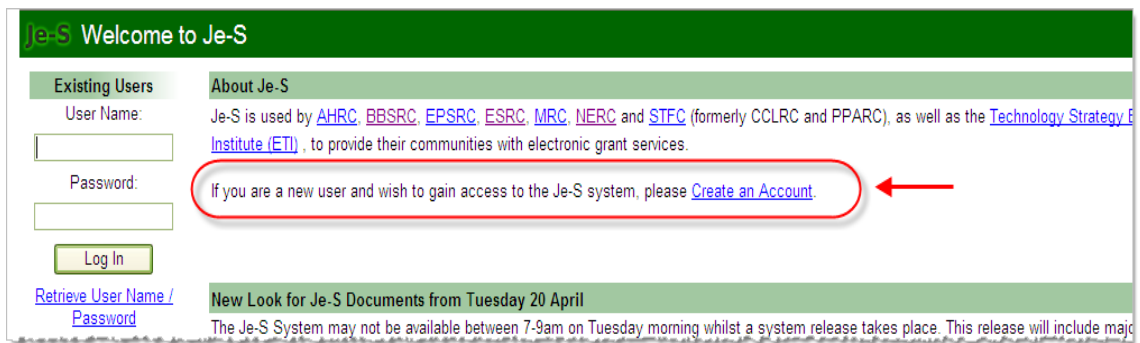 Je-S Welcome to Je-S
Existing Users
User Name:
Password:
Log In
Retrieve User Name /
Password
About Je-S
Je-S is used by AHRC, BBSRC, EPSRC, ESRC, MRC, NERC and STFC (formerly CCLRC and PPARC), as well as the Technology Strategy
Institute (ETI) , to provide their communities with electronic grant services.
If you are a new user and wish to gain access to the Je-S system, please Create an Account.
New Look for Je-S Documents from Tuesday 20 April
The Je-S System may not be available between 7-9am on Tuesday morning whilst a system release takes place. This release will include